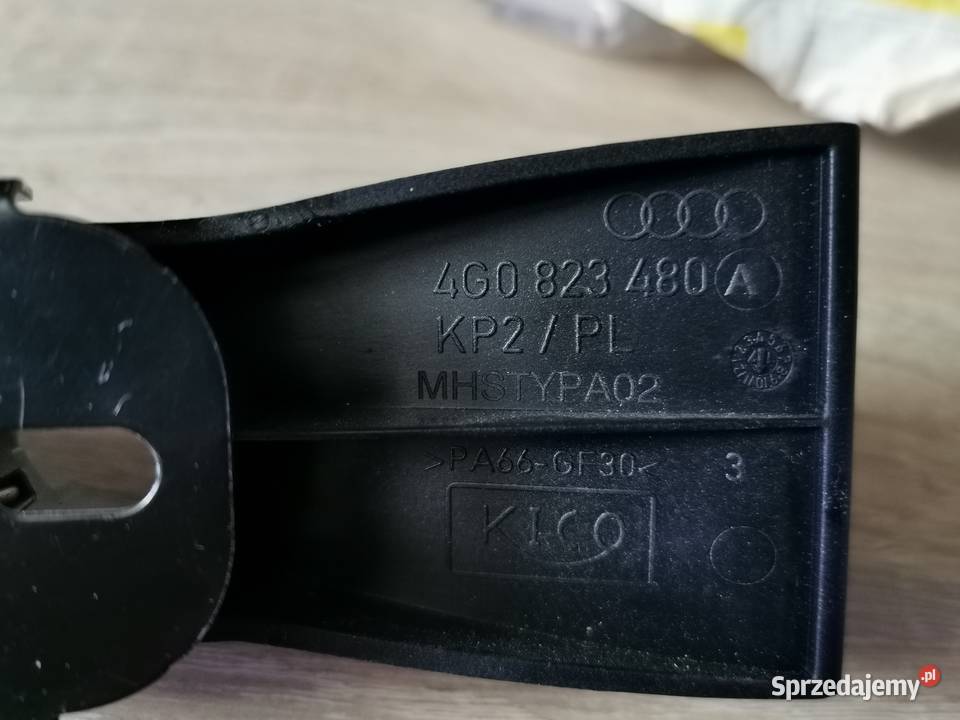 4G0 823 480 A
KP2 / PL
MHSTYPA02
>PA66-GF30<
3
KICO
Sprzedajemy.pl